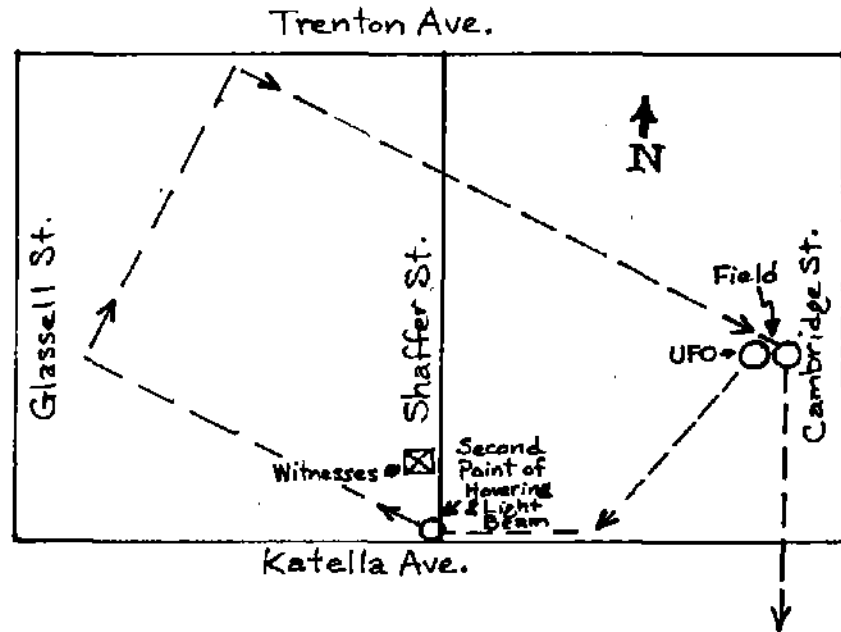 Trenton Ave.
N
Glassell St.
Shaffer St.
Field
Cambridge St.
UFO
Witnesses
Second
Point of
Hovering
& Light
Beam
Katella Ave.